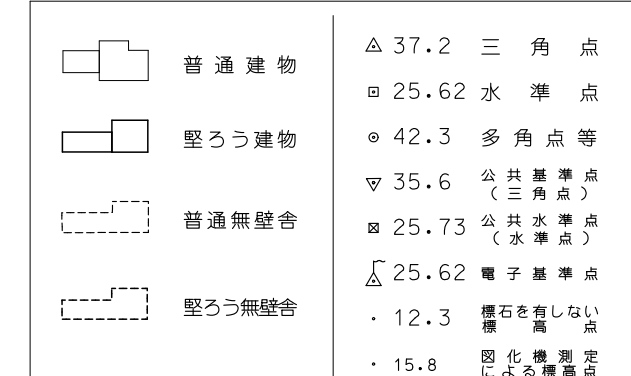 普通建物
堅ろう建物
普通無壁舎
堅ろう無壁舎
37.2 三角点
25.62 水準点
42.3 多角点等
35.6 公共基準点
(三角点)
25.73 公共水準点
(水準点)
25.62 電子基準点
12.3 標石を有しない
標高点
15.8 図化機測定
による標高点